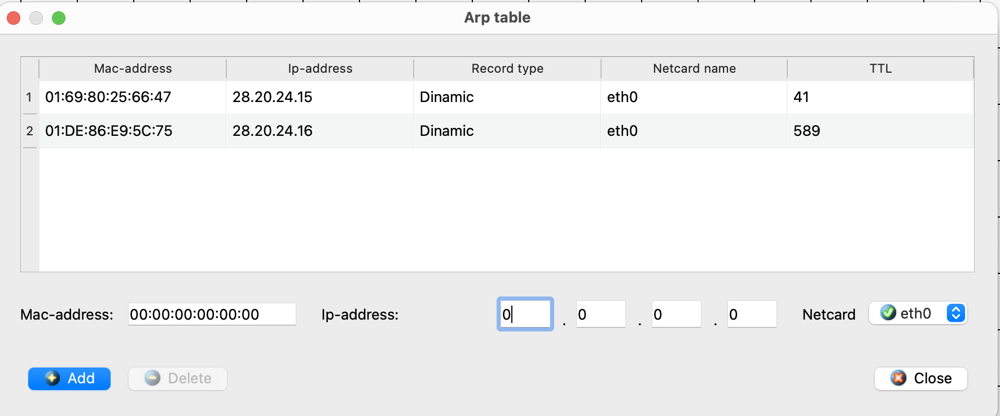 Arp table
Mac-address Ip-address Record type Netcard name TTL
1 01:69:80:25:66:47 28.20.24.15 Dinamic eth0 41
2 01:DE:86:E9:5C:75 28.20.24.16 Dinamic eth0 589
Mac-address: 00:00:00:00:00:00 Ip-address: 0 . 0 . 0 . 0 Netcard eth0
Add Delete Close